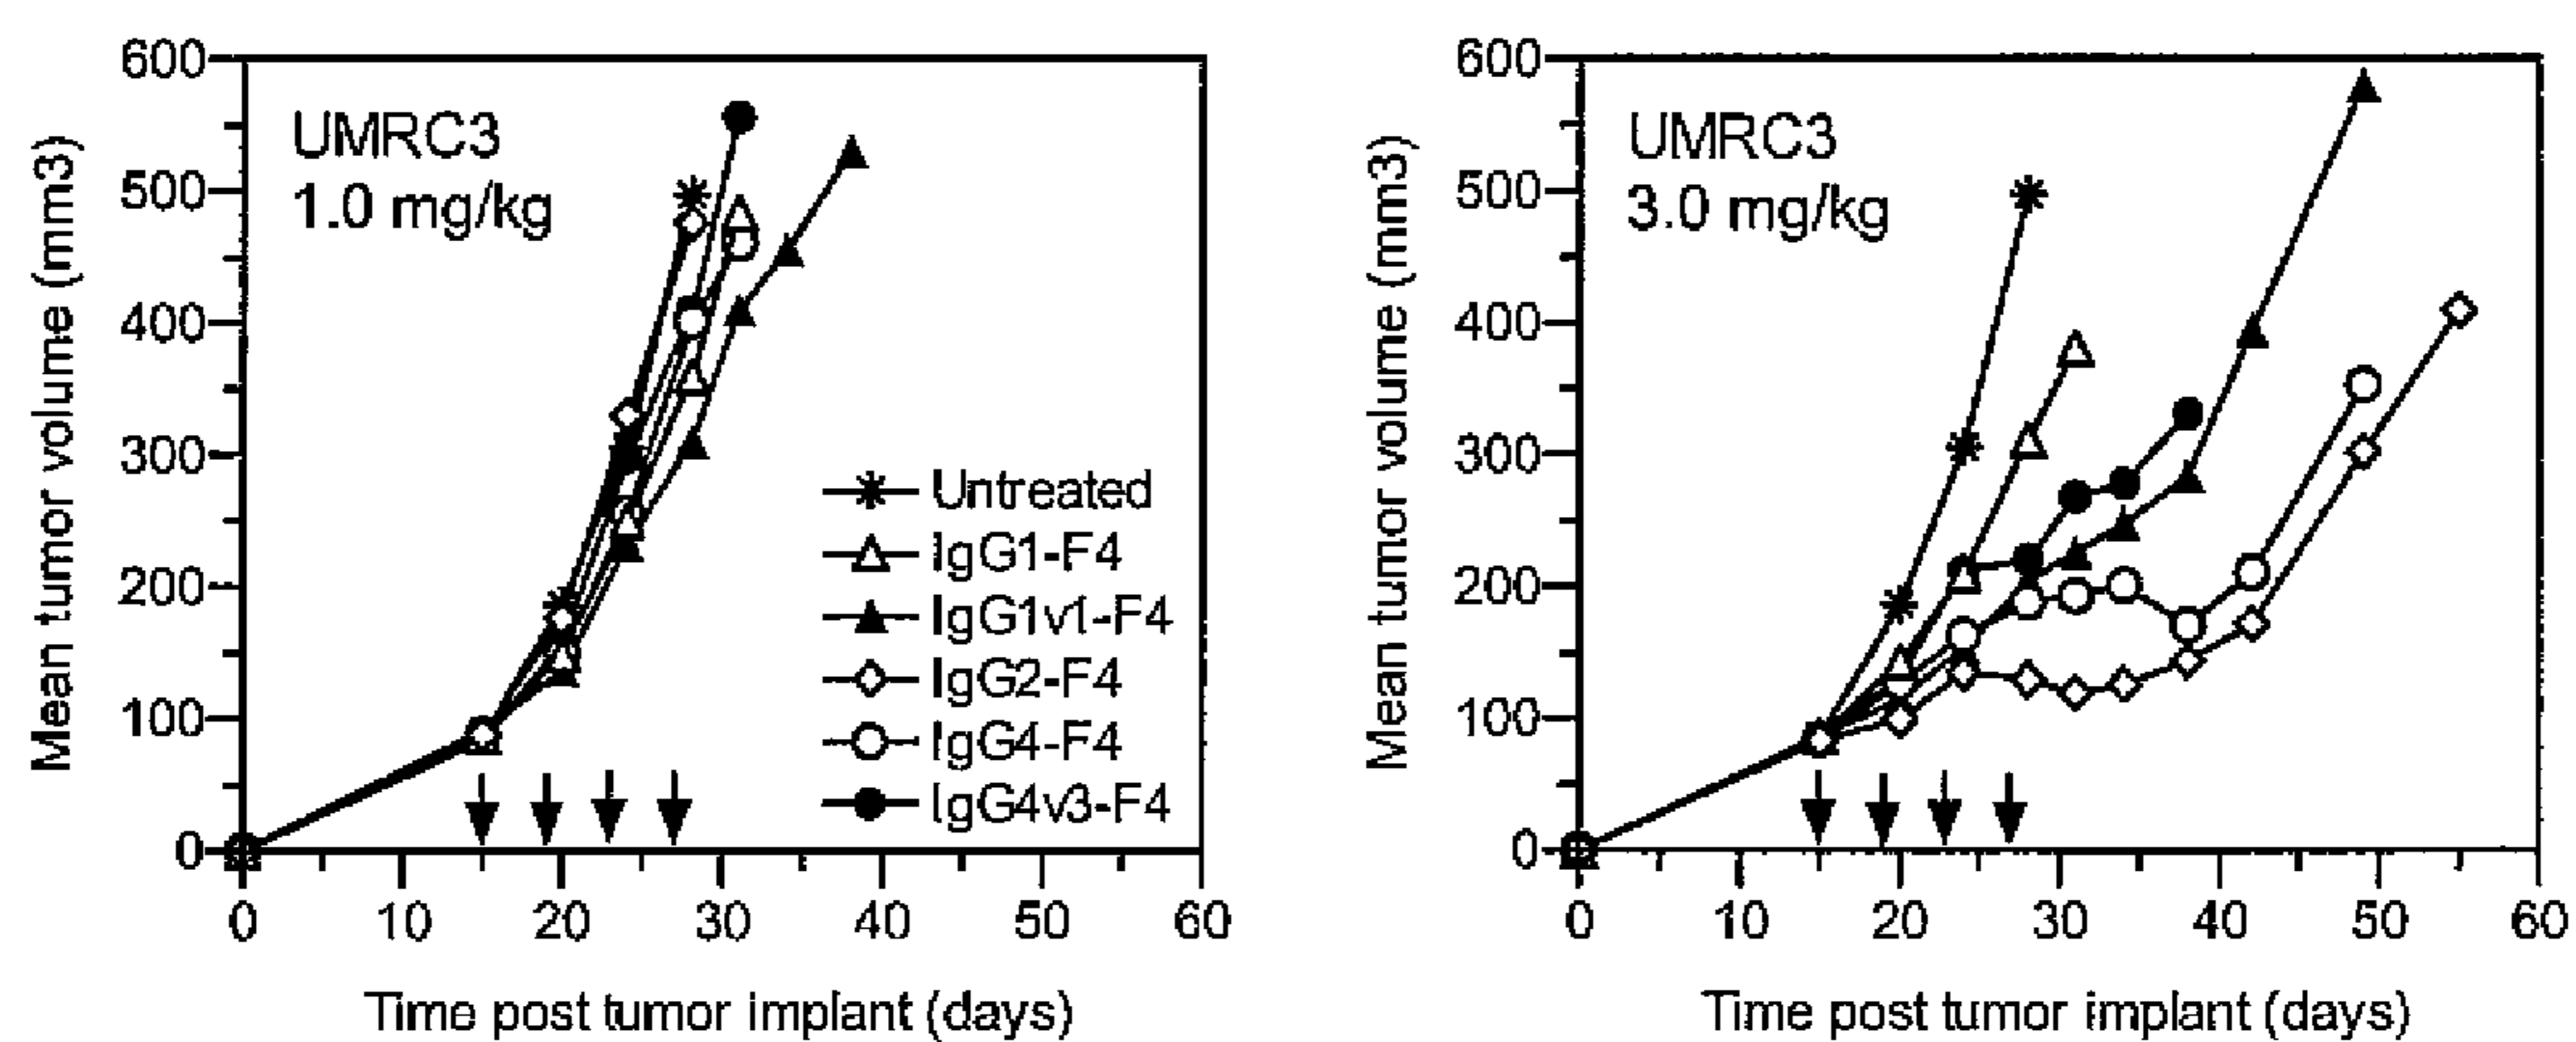 Mean tumor volume (mm3)
600
500
400
300
200
100
0
UMRC3
1.0 mg/kg
Untreated
IgG1-F4
IgG1v1-F4
IgG2-F4
IgG4-F4
IgG4v3-F4
0 10 20 30 40 50 60
Time post tumor implant (days)
Mean tumor volume (mm3)
600
500
400
300
200
100
0
UMRC3
3.0 mg/kg
0 10 20 30 40 50 60
Time post tumor implant (days)